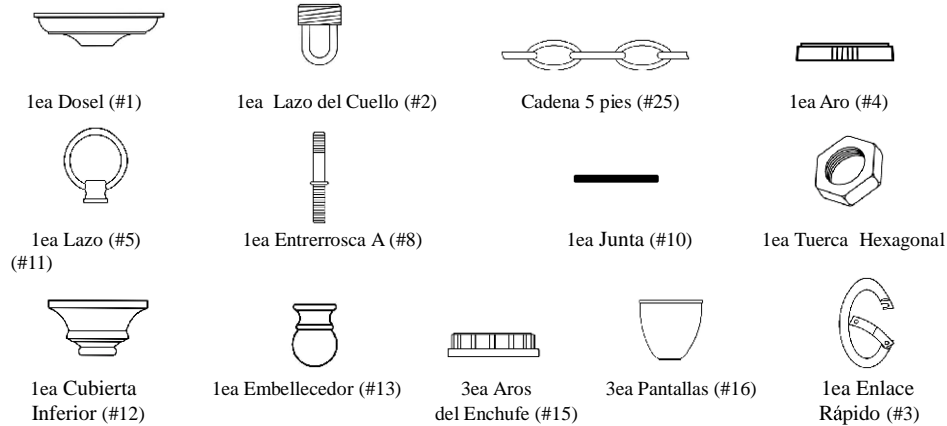 1ea Dosel (#1)
1ea Lazo del Cuello (#2)
Cadena 5 pies (#25)
1ea Aro (#4)
1ea Lazo (#5)
1ea Entrerrosca A (#8)
1ea Junta (#10)
1ea Tuerca Hexagonal
(#11)
1ea Cubierta
Inferior (#12)
1ea Embellecedor (#13)
3ea Aros
del Enchufe (#15)
3ea Pantallas (#16)
1ea Enlace
Rápido (#3)